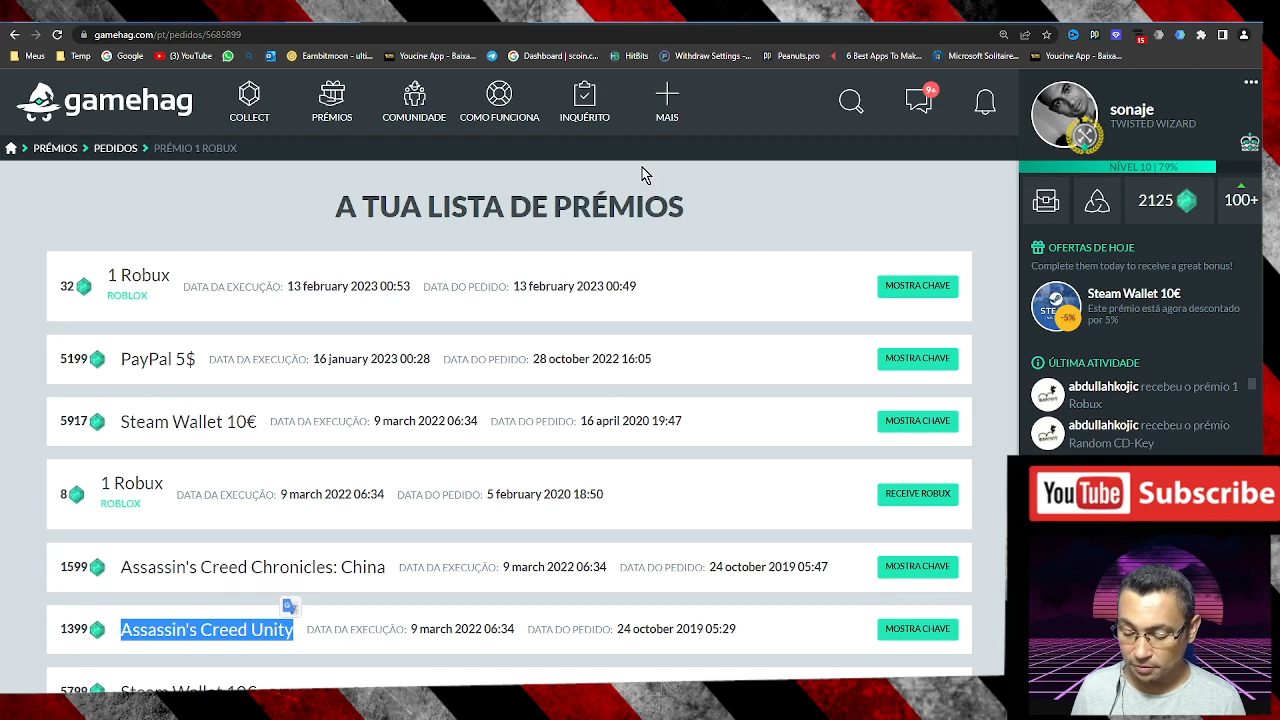 gamehag.com/pt/pedidos/5685899
15
Meus
Temp
Google
(3) YouTube
Início
Earnbitmoon - ulti...
Youcine App - Baixa...
Dashboard | scoin.c...
HitBits
Withdraw Settings -...
Peanuts.pro
6 Best Apps To Mak...
Microsoft Solitaire...
Youcine App - Baixa...
gamehag
COLLECT
PRÉMIOS
COMUNIDADE
COMO FUNCIONA
INQUÉRITO
MAIS
9+
sonaje
TWISTED WIZARD
NÍVEL 10 | 79%
2125
100+
PRÉMIOS
PEDIDOS
PRÉMIO 1 ROBUX
A TUA LISTA DE PRÉMIOS
32 1 Robux DATA DA EXECUÇÃO: 13 february 2023 00:53 DATA DO PEDIDO: 13 february 2023 00:49 MOSTRA CHAVE
ROBLOX
5199 PayPal 5$ DATA DA EXECUÇÃO: 16 january 2023 00:28 DATA DO PEDIDO: 28 october 2022 16:05 MOSTRA CHAVE
5917 Steam Wallet 10€ DATA DA EXECUÇÃO: 9 march 2022 06:34 DATA DO PEDIDO: 16 april 2020 19:47 MOSTRA CHAVE
8 1 Robux DATA DA EXECUÇÃO: 9 march 2022 06:34 DATA DO PEDIDO: 5 february 2020 18:50 RECEIVE ROBUX
ROBLOX
1599 Assassin's Creed Chronicles: China DATA DA EXECUÇÃO: 9 march 2022 06:34 DATA DO PEDIDO: 24 october 2019 05:47 MOSTRA CHAVE
1399 Assassin's Creed Unity DATA DA EXECUÇÃO: 9 march 2022 06:34 DATA DO PEDIDO: 24 october 2019 05:29 MOSTRA CHAVE
5799 Steam Wallet 10€
OFERTAS DE HOJE
Complete them today to receive a great bonus!
Steam Wallet 10€
Este prémio está agora descontado
por 5%
-5%
ÚLTIMA ATIVIDADE
abdullahkojic recebeu o prémio 1
Robux
abdullahkojic recebeu o prémio
Random CD-Key
YouTube Subscribe